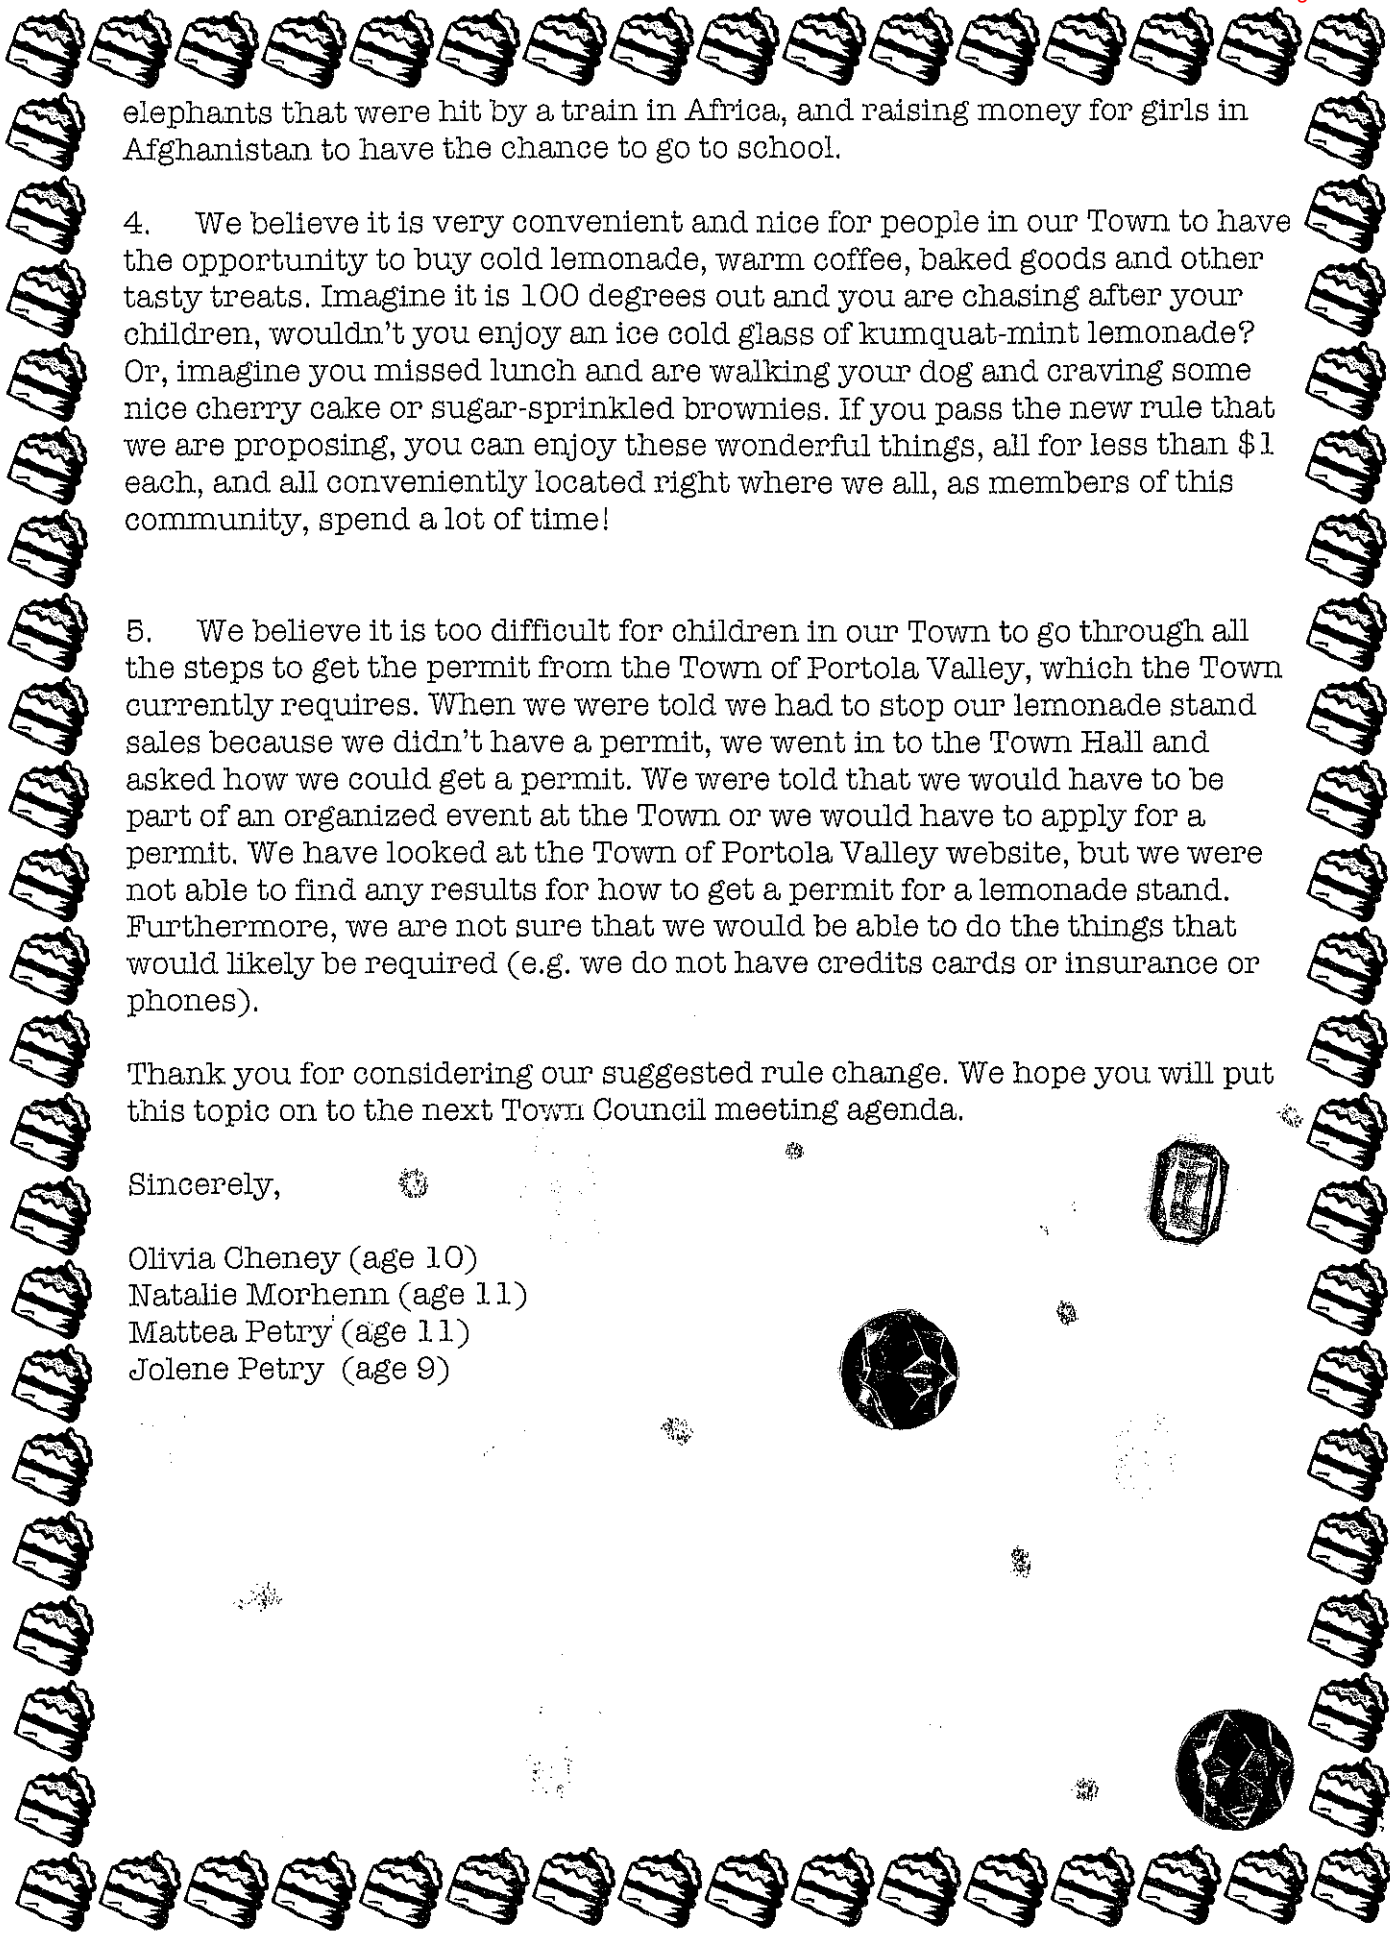 elephants that were hit by a train in Africa, and raising money for girls in
Afghanistan to have the chance to go to school.
4. We believe it is very convenient and nice for people in our Town to have
the opportunity to buy cold lemonade, warm coffee, baked goods and other
tasty treats. Imagine it is 100 degrees out and you are chasing after your
children, wouldn't you enjoy an ice cold glass of kumquat-mint lemonade?
Or, imagine you missed lunch and are walking your dog and craving some
nice cherry cake or sugar-sprinkled brownies. If you pass the new rule that
we are proposing, you can enjoy these wonderful things, all for less than $1
each, and all conveniently located right where we all, as members of this
community, spend a lot of time!
5. We believe it is too difficult for children in our Town to go through all
the steps to get the permit from the Town of Portola Valley, which the Town
currently requires. When we were told we had to stop our lemonade stand
sales because we didn't have a permit, we went in to the Town Hall and
asked how we could get a permit. We were told that we would have to be
part of an organized event at the Town or we would have to apply for a
permit. We have looked at the Town of Portola Valley website, but we were
not able to find any results for how to get a permit for a lemonade stand.
Furthermore, we are not sure that we would be able to do the things that
would likely be required (e.g. we do not have credits cards or insurance or
phones).
Thank you for considering our suggested rule change. We hope you will put
this topic on to the next Town Council meeting agenda.
Sincerely,
Olivia Cheney (age 10)
Natalie Morhenn (age 11)
Mattea Petry (age 11)
Jolene Petry (age 9)